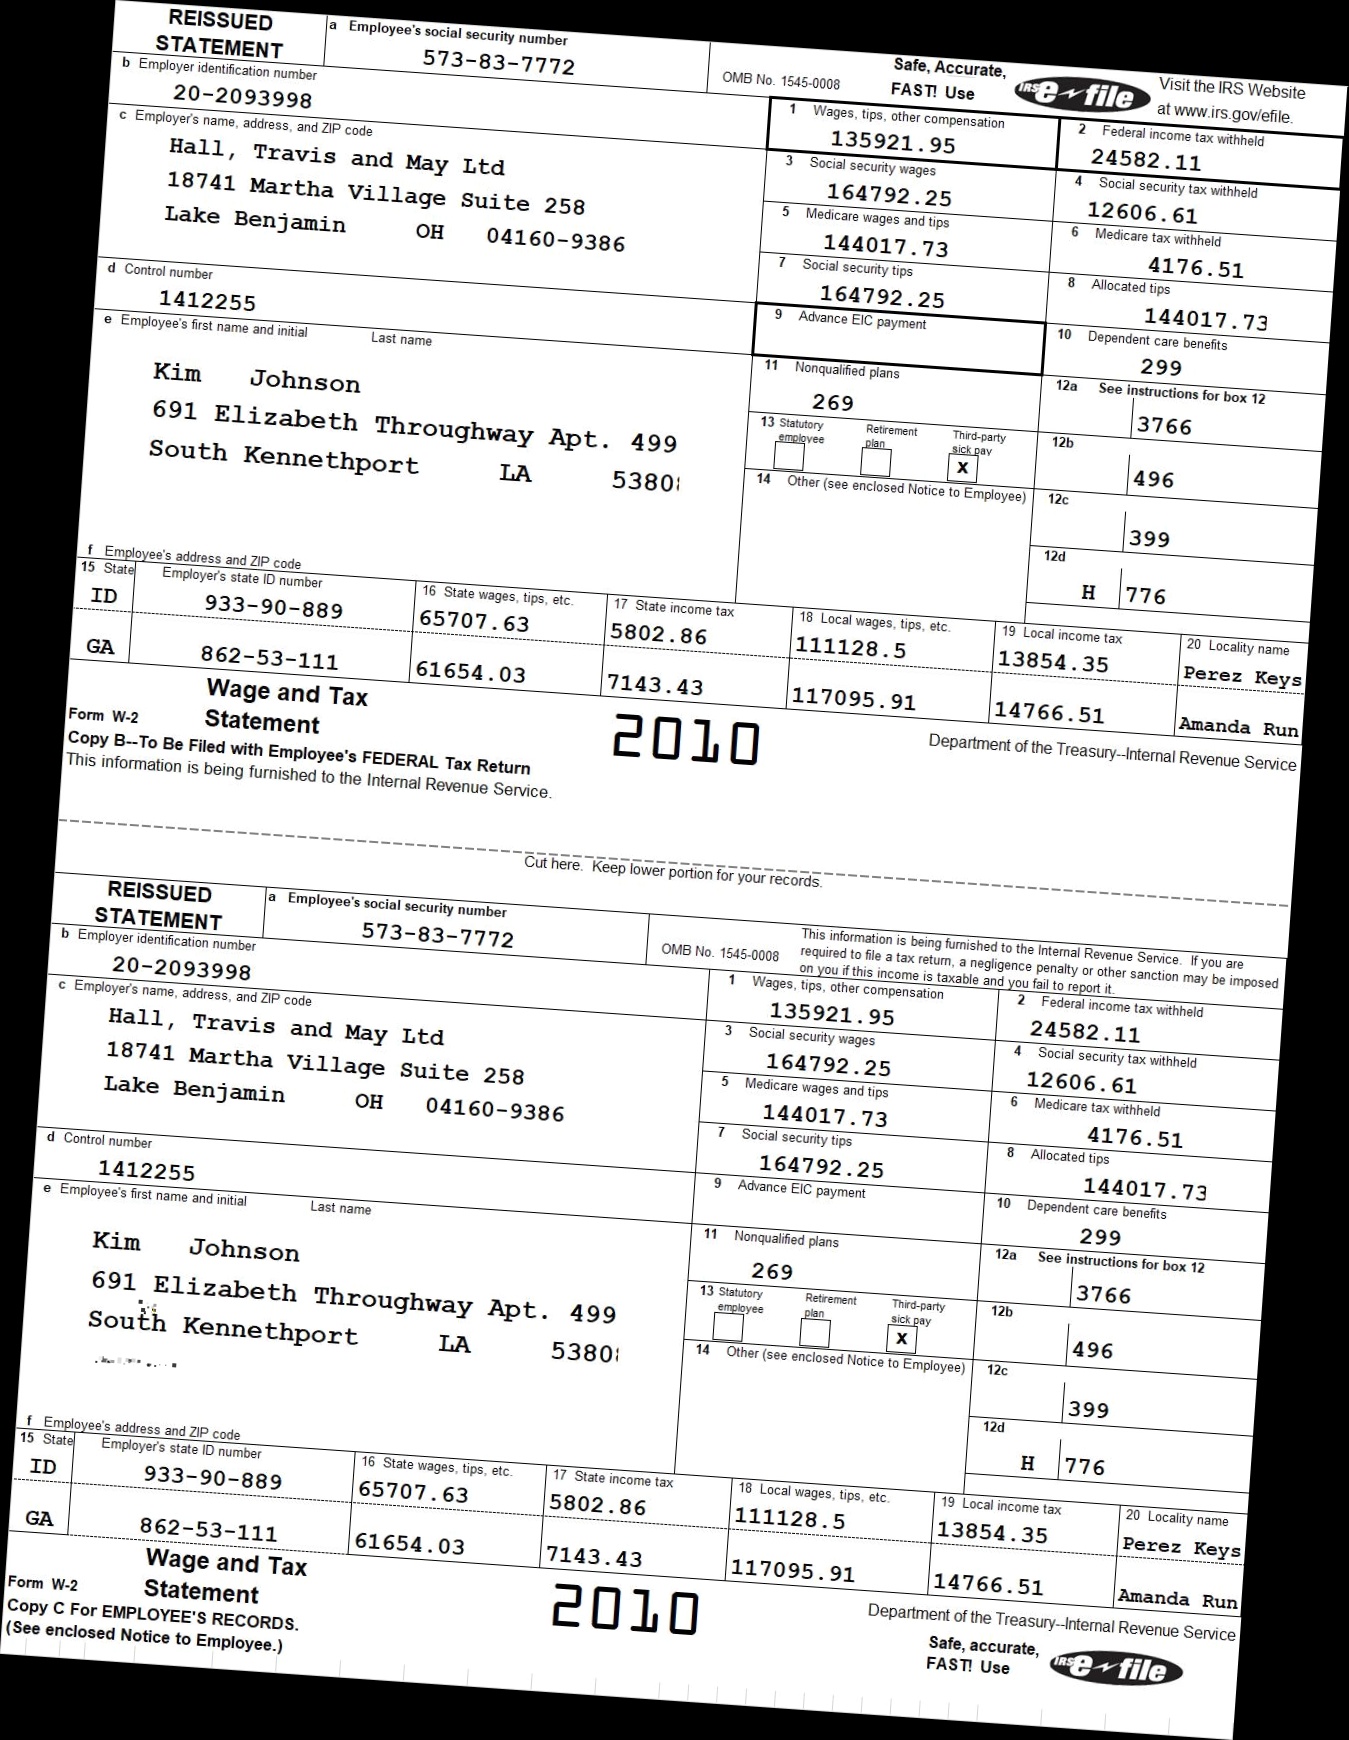 REISSUED
STATEMENT
a Employee's social security number
573-83-7772
OMB No. 1545-0008
Safe, Accurate,
FAST! Use
IRS e-file
Visit the IRS Website
at www.irs.gov/efile.
b Employer identification number
20-2093998
1 Wages, tips, other compensation
135921.95
2 Federal income tax withheld
24582.11
c Employer's name, address, and ZIP code
Hall, Travis and May Ltd
18741 Martha Village Suite 258
Lake Benjamin OH 04160-9386
3 Social security wages
164792.25
4 Social security tax withheld
12606.61
5 Medicare wages and tips
144017.73
6 Medicare tax withheld
4176.51
d Control number
1412255
7 Social security tips
164792.25
8 Allocated tips
144017.73
e Employee's first name and initial Last name
Kim Johnson
691 Elizabeth Throughway Apt. 499
South Kennethport LA
9 Advance EIC payment
10 Dependent care benefits
299
11 Nonqualified plans
269
12a See instructions for box 12
3766
13 Statutory employee Retirement plan Third-party sick pay
x
12b
496
14 Other (see enclosed Notice to Employee)
12c
399
12d
H 776
f Employee's address and ZIP code
15 State Employer's state ID number 16 State wages, tips, etc. 17 State income tax 18 Local wages, tips, etc. 19 Local income tax 20 Locality name
ID 933-90-889 65707.63 5802.86 111128.5 13854.35 Perez Keys
GA 862-53-111 61654.03 7143.43 117095.91 14766.51 Amanda Run
Wage and Tax
Statement
Form W-2
2010
Department of the Treasury--Internal Revenue Service
Copy B--To Be Filed with Employee's FEDERAL Tax Return
This information is being furnished to the Internal Revenue Service.
Cut here. Keep lower portion for your records.
REISSUED
STATEMENT
a Employee's social security number
573-83-7772
OMB No. 1545-0008
This information is being furnished to the Internal Revenue Service. If you are
required to file a tax return, a negligence penalty or other sanction may be imposed
on you if this income is taxable and you fail to report it.
b Employer identification number
20-2093998
1 Wages, tips, other compensation
135921.95
2 Federal income tax withheld
24582.11
c Employer's name, address, and ZIP code
Hall, Travis and May Ltd
18741 Martha Village Suite 258
Lake Benjamin OH 04160-9386
3 Social security wages
164792.25
4 Social security tax withheld
12606.61
5 Medicare wages and tips
144017.73
6 Medicare tax withheld
4176.51
d Control number
1412255
7 Social security tips
164792.25
8 Allocated tips
144017.73
e Employee's first name and initial Last name
Kim Johnson
691 Elizabeth Throughway Apt. 499
South Kennethport LA
9 Advance EIC payment
10 Dependent care benefits
299
11 Nonqualified plans
269
12a See instructions for box 12
3766
13 Statutory employee Retirement plan Third-party sick pay
x
12b
496
14 Other (see enclosed Notice to Employee)
12c
399
12d
H 776
f Employee's address and ZIP code
15 State Employer's state ID number 16 State wages, tips, etc. 17 State income tax 18 Local wages, tips, etc. 19 Local income tax 20 Locality name
ID 933-90-889 65707.63 5802.86 111128.5 13854.35 Perez Keys
GA 862-53-111 61654.03 7143.43 117095.91 14766.51 Amanda Run
Wage and Tax
Statement
Form W-2
2010
Department of the Treasury--Internal Revenue Service
Copy C For EMPLOYEE'S RECORDS.
(See enclosed Notice to Employee.)
Safe, accurate,
FAST! Use
IRS e-file